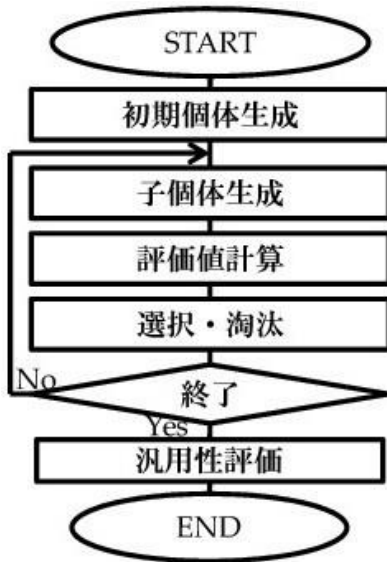 START
初期個体生成
子個体生成
評価値計算
選択・淘汰
No
終了
Yes
汎用性評価
END